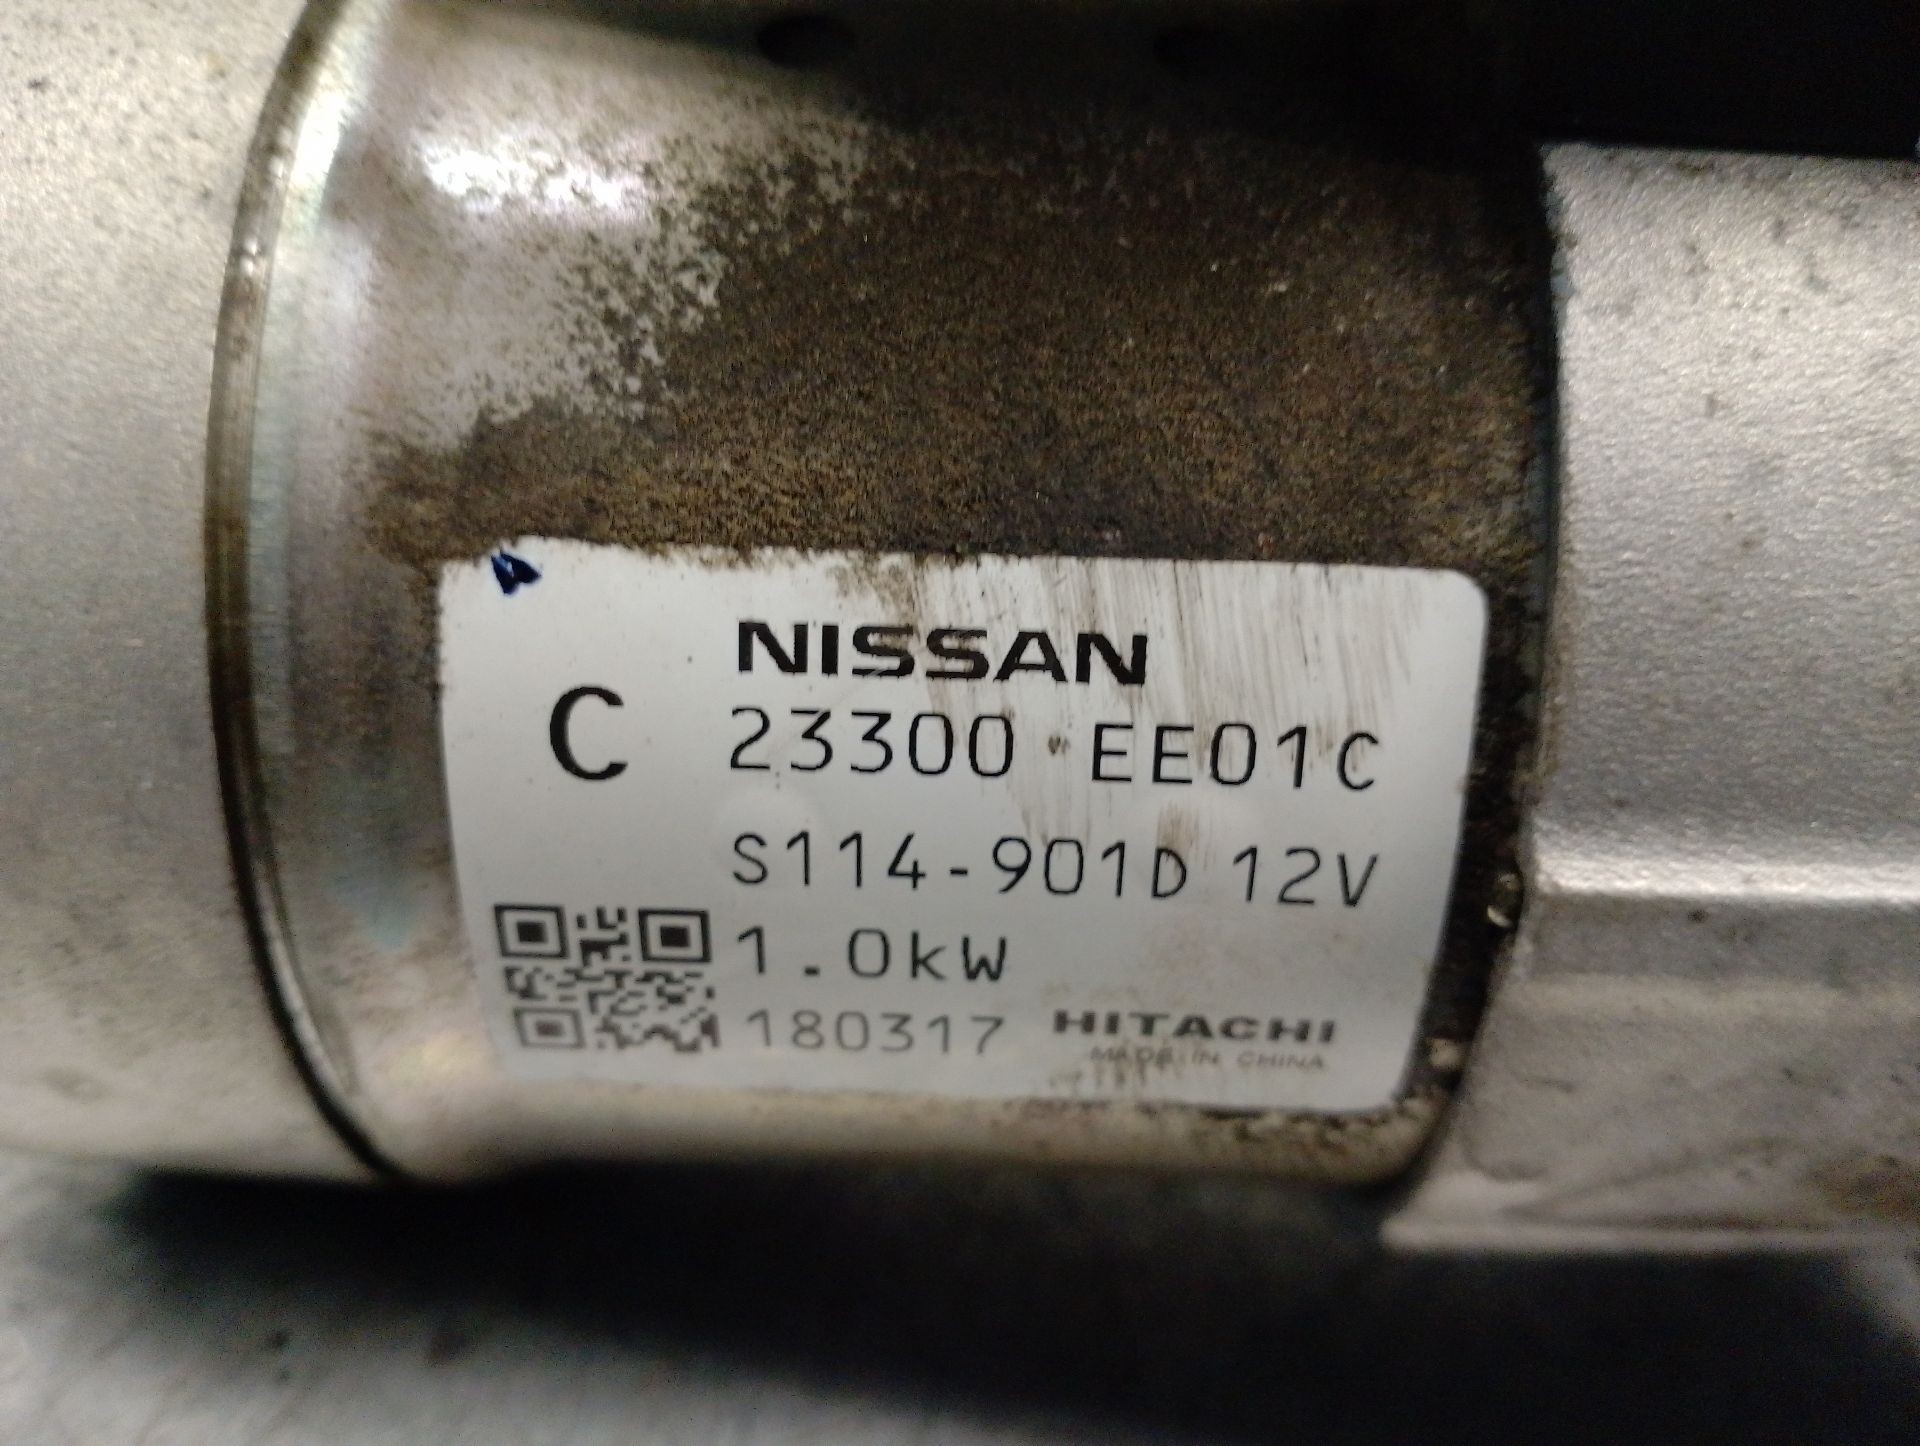 NISSAN
C 23300 EE01C
S114-901D 12V
1.0kW
180317 HITACHI
MADE IN CHINA